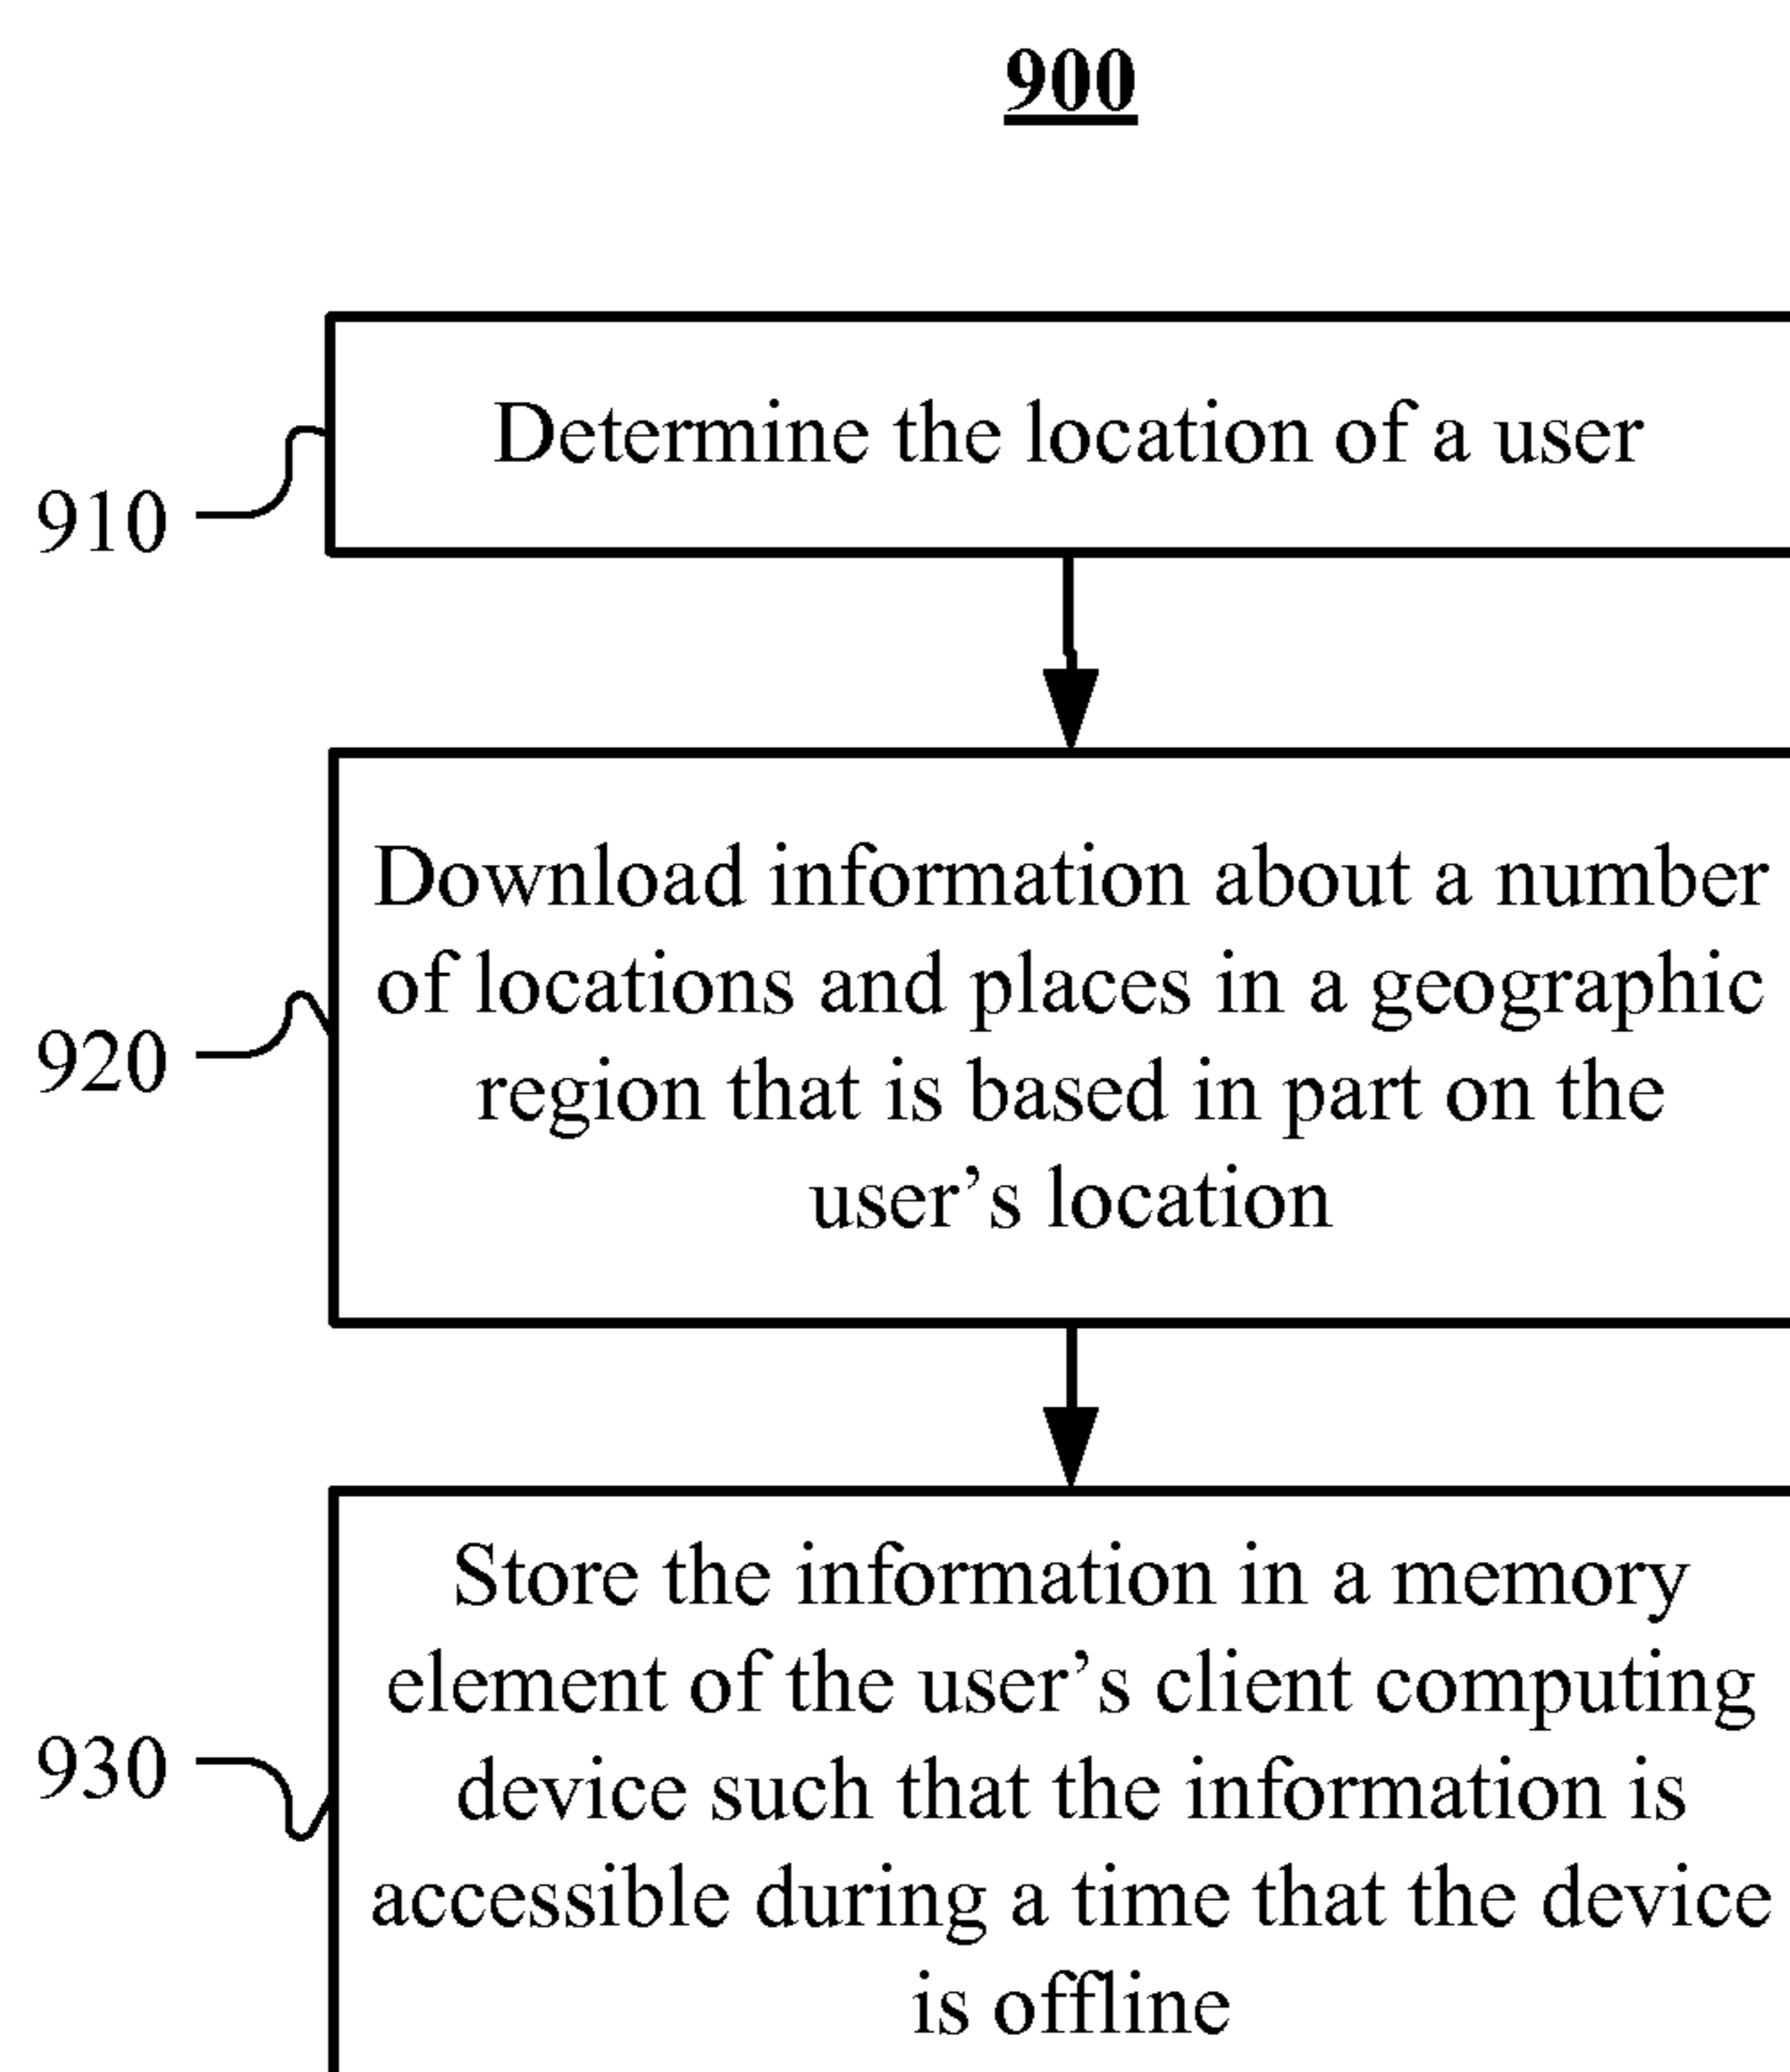 900
Determine the location of a user
910
Download information about a number
of locations and places in a geographic
region that is based in part on the
user’s location
920
Store the information in a memory
element of the user’s client computing
device such that the information is
accessible during a time that the device
is offline
930